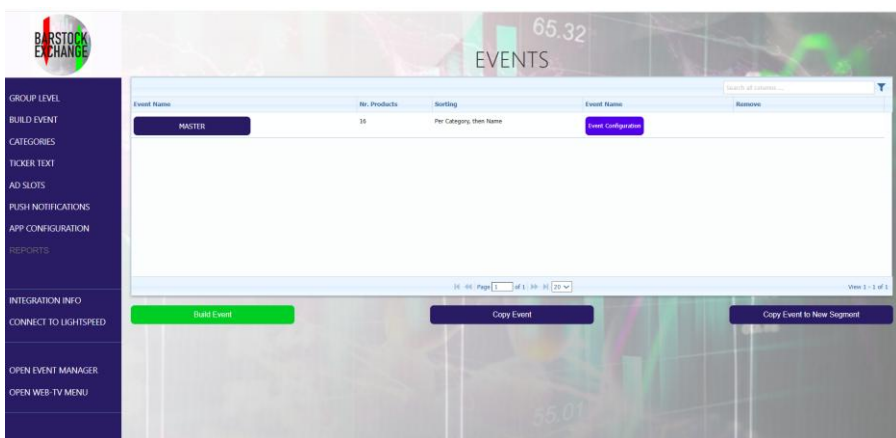 BARSTOCK
EXCHANGE
65.32
EVENTS
GROUP LEVEL
BUILD EVENT
CATEGORIES
TICKER TEXT
AD SLOTS
PUSH NOTIFICATIONS
APP CONFIGURATION
REPORTS
INTEGRATION INFO
CONNECT TO LIGHTSPEED
OPEN EVENT MANAGER
OPEN WEB-TV MENU
Search all columns ...
Event Name Nr. Products Sorting Event Name Remove
MASTER 16 Per Category, then Name Event Configuration
Page 1 of 1 20 View 1 - 1 of 1
Build Event Copy Event Copy Event to New Segment
55.01